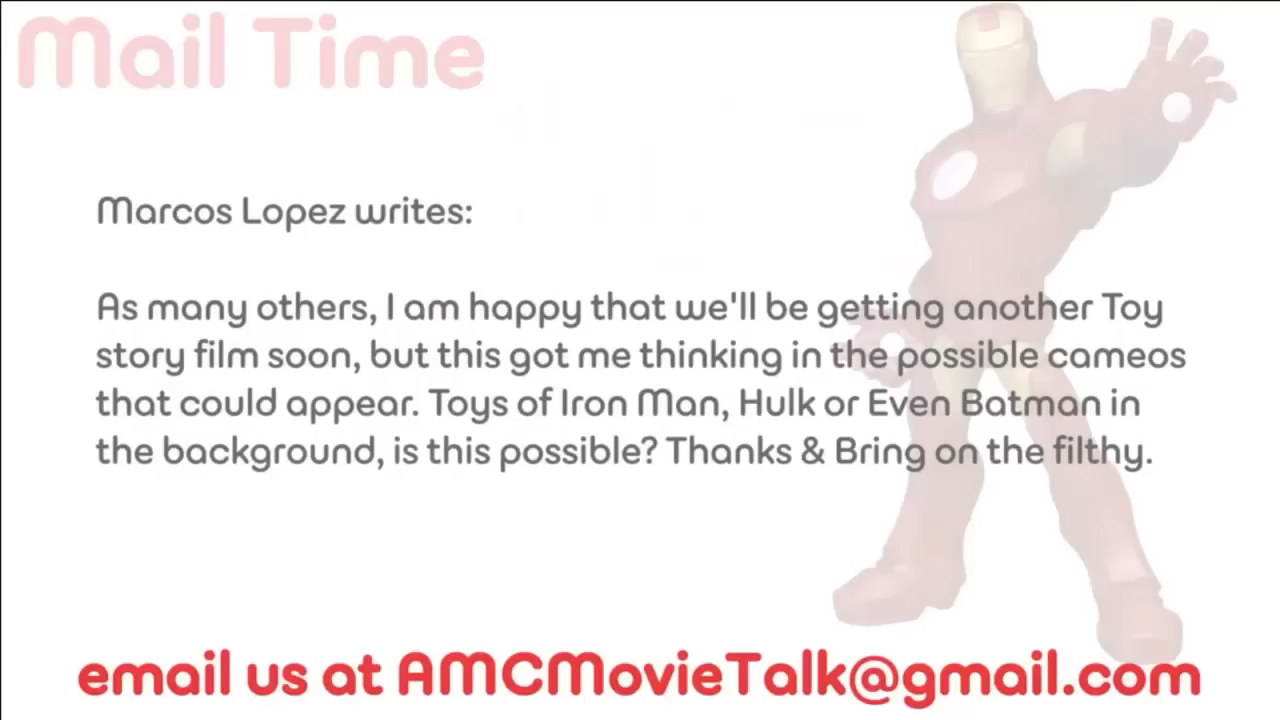 Mail Time
Marcos Lopez writes:
As many others, I am happy that we'll be getting another Toy
story film soon, but this got me thinking in the possible cameos
that could appear. Toys of Iron Man, Hulk or Even Batman in
the background, is this possible? Thanks & Bring on the filthy.
email us at AMCMovieTalk@gmail.com